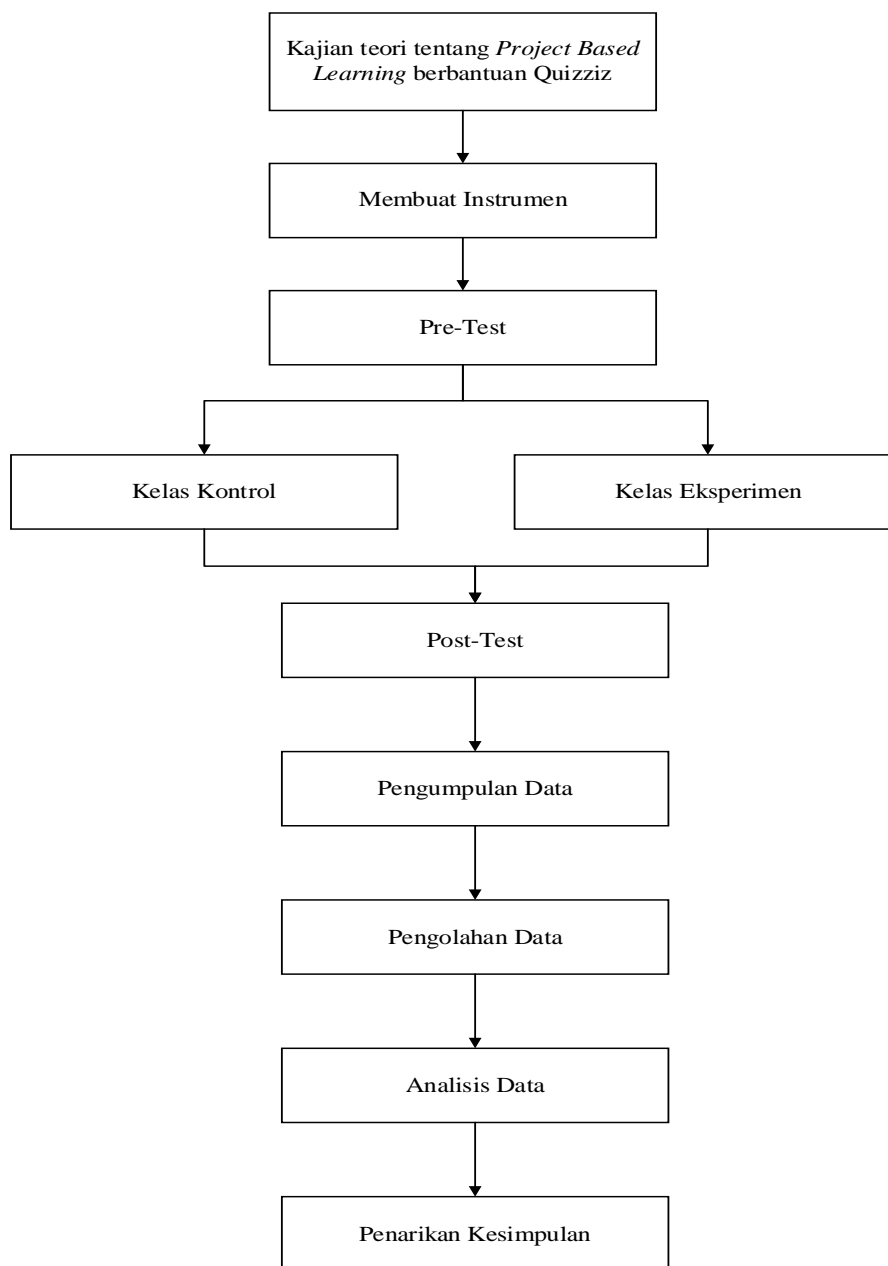 Kajian teori tentang Project Based
Learning berbantuan Quizziz
Membuat Instrumen
Pre-Test
Kelas Kontrol
Kelas Eksperimen
Post-Test
Pengumpulan Data
Pengolahan Data
Analisis Data
Penarikan Kesimpulan